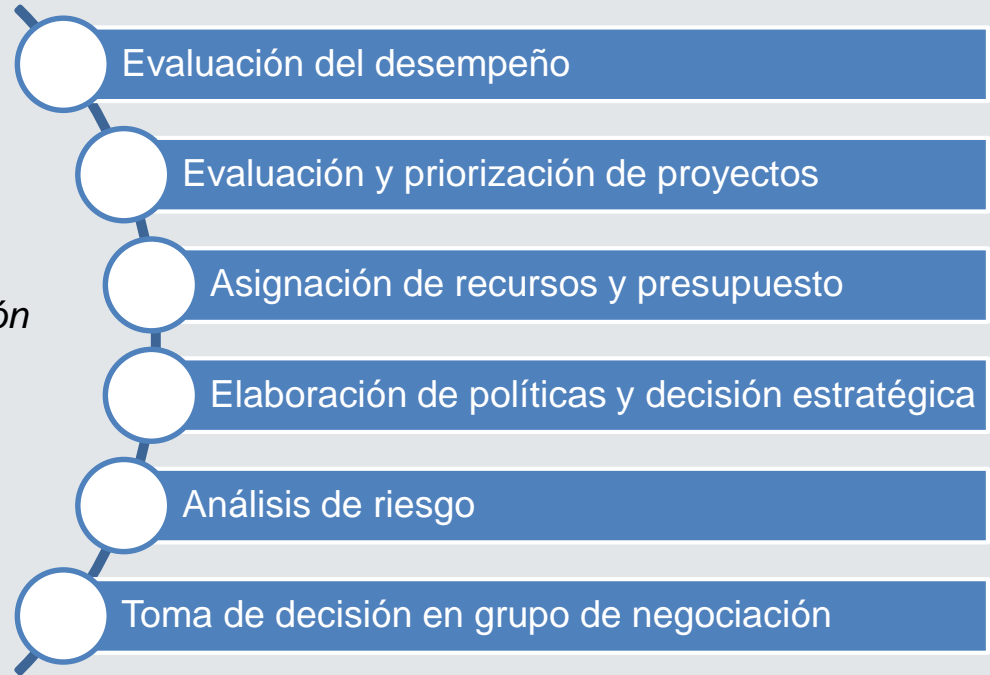 Evaluación del desempeño
Evaluación y priorización de proyectos
Asignación de recursos y presupuesto
ón
Elaboración de políticas y decisión estratégica
Análisis de riesgo
Toma de decisión en grupo de negociación